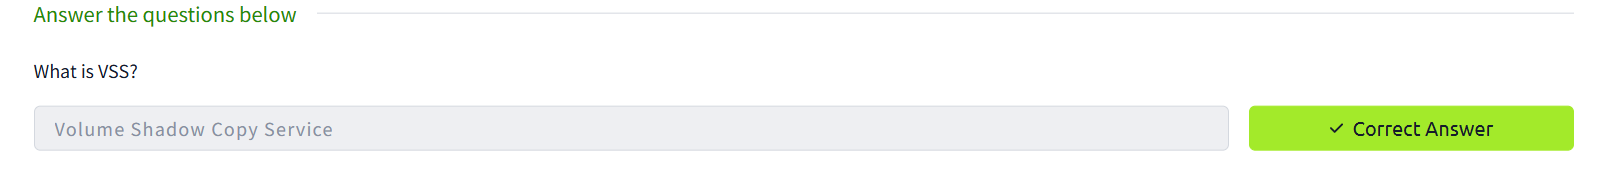 Answer the questions below
What is VSS?
Volume Shadow Copy Service
✓ Correct Answer